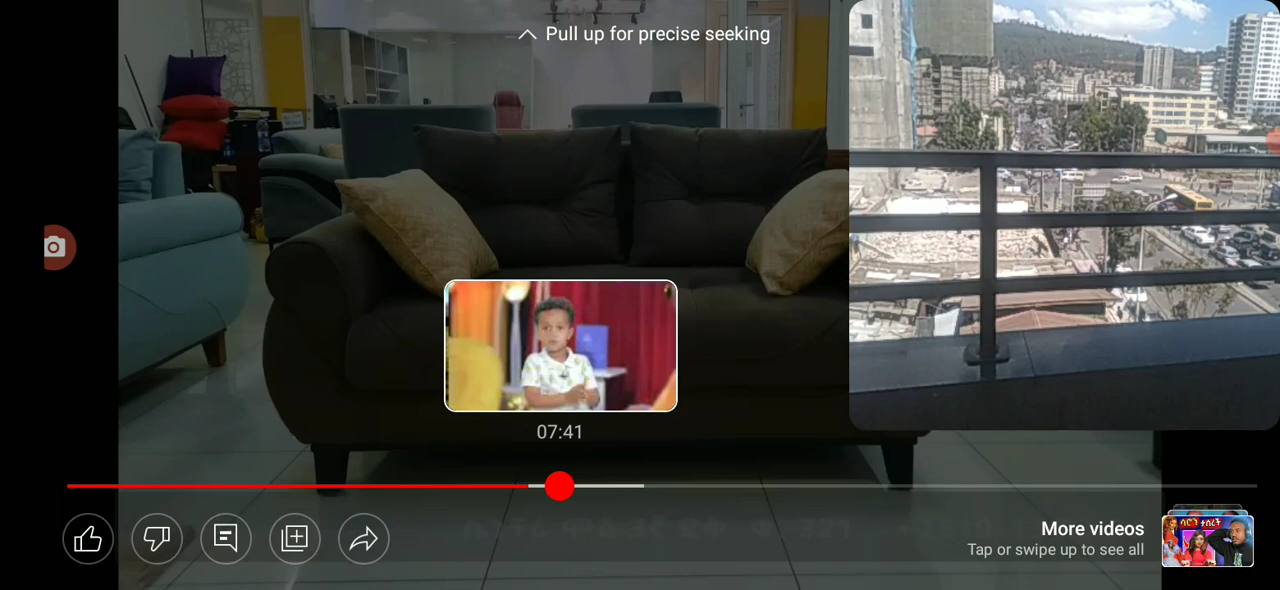 Pull up for precise seeking
07:41
More videos
Tap or swipe up to see all